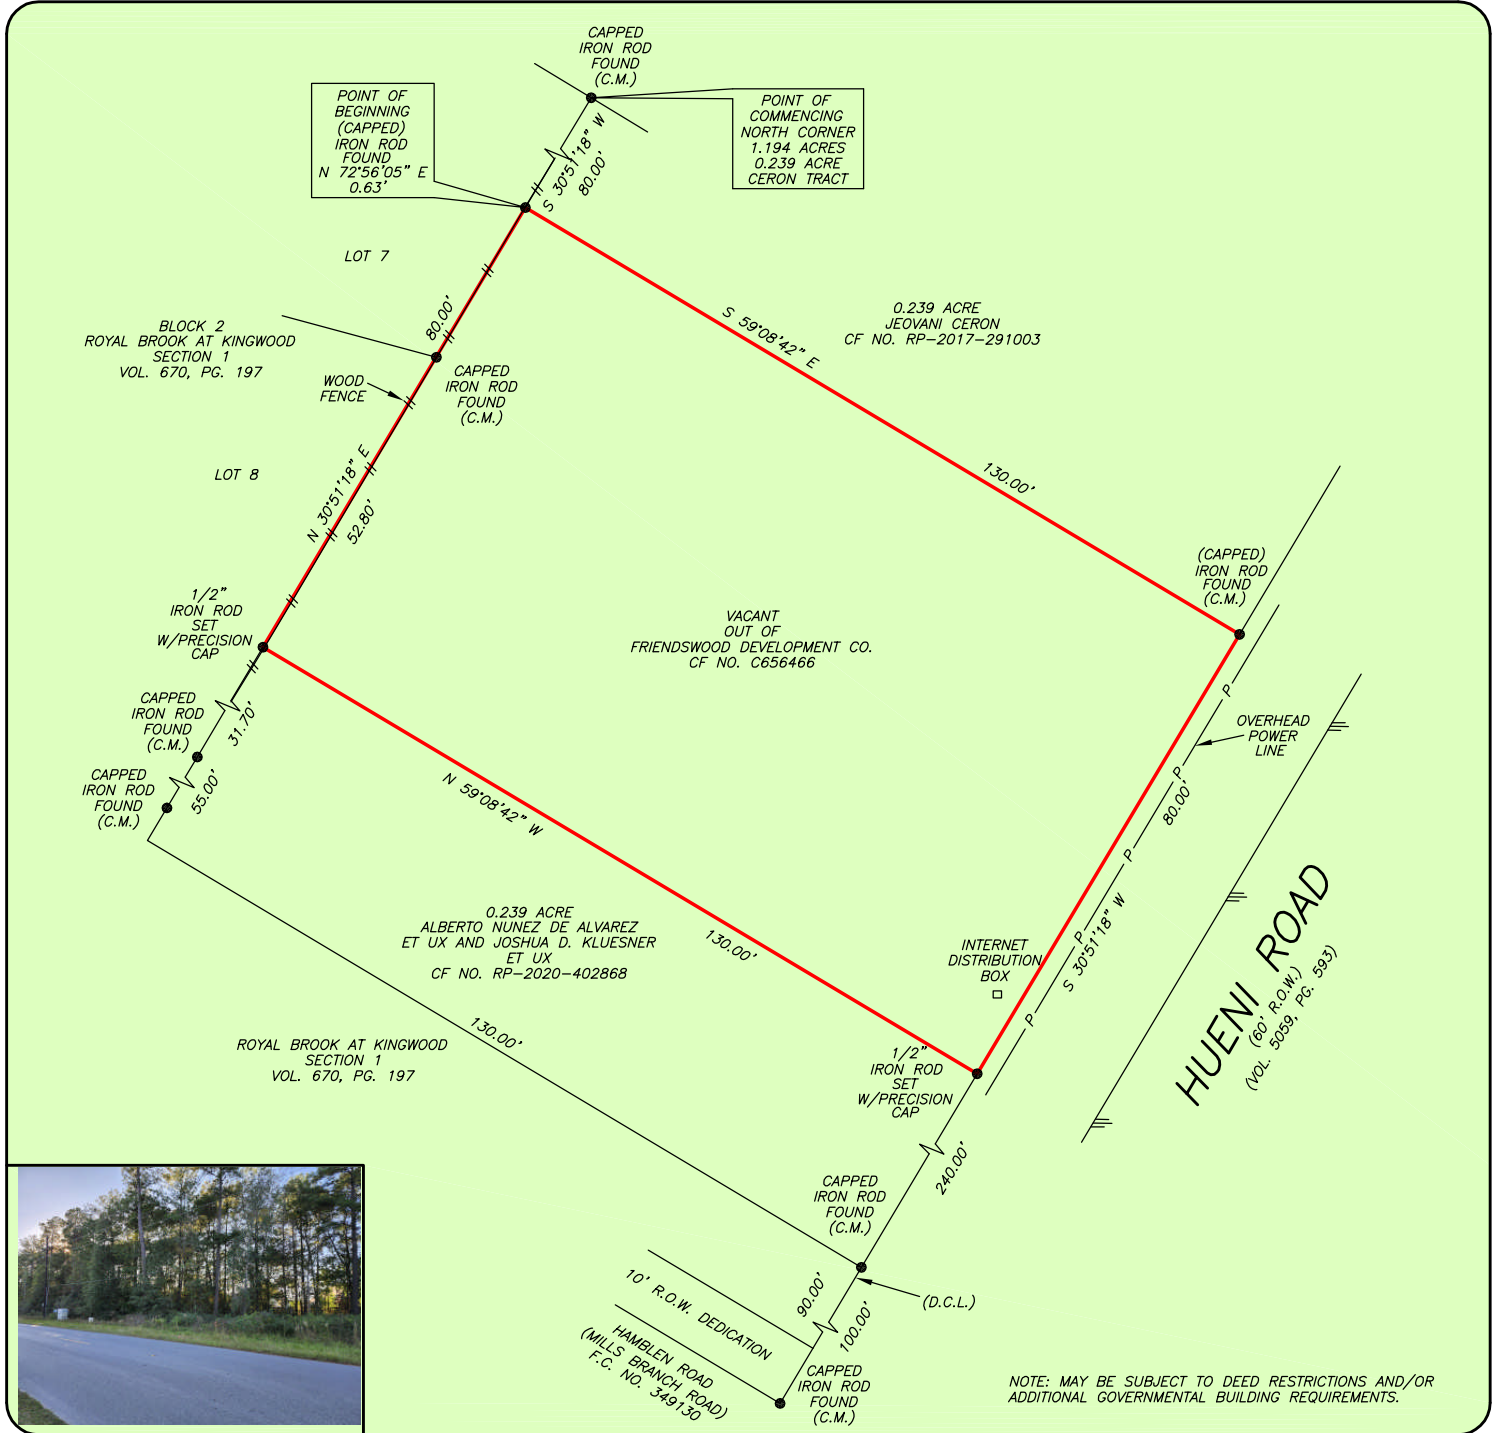 CAPPED
IRON ROD
FOUND
(C.M.)
POINT OF
BEGINNING
(CAPPED)
IRON ROD
FOUND
N 72°56'05" E
0.63'
POINT OF
COMMENCING
NORTH CORNER
1.194 ACRES
0.239 ACRE
CERON TRACT
S 30°51'18" W
80.00'
LOT 7
BLOCK 2
ROYAL BROOK AT KINGWOOD
SECTION 1
VOL. 670, PG. 197
80.00'
WOOD
FENCE
CAPPED
IRON ROD
FOUND
(C.M.)
S 59°08'42" E
130.00'
0.239 ACRE
JEOVANI CERON
CF NO. RP-2017-291003
LOT 8
N 30°51'18" E
52.80'
(CAPPED)
IRON ROD
FOUND
(C.M.)
1/2"
IRON ROD
SET
W/PRECISION
CAP
VACANT
OUT OF
FRIENDSWOOD DEVELOPMENT CO.
CF NO. C656466
CAPPED
IRON ROD
FOUND
(C.M.)
31.70'
CAPPED
IRON ROD
FOUND
(C.M.)
55.00'
P
OVERHEAD
POWER
LINE
P
80.00'
P
P
S 30°51'18" W
P
N 59°08'42" W
130.00'
0.239 ACRE
ALBERTO NUNEZ DE ALVAREZ
ET UX AND JOSHUA D. KLUESNER
ET UX
CF NO. RP-2020-402868
INTERNET
DISTRIBUTION
BOX
HUENI ROAD
(60' R.O.W.)
(VOL. 5059, PG. 593)
130.00'
ROYAL BROOK AT KINGWOOD
SECTION 1
VOL. 670, PG. 197
1/2"
IRON ROD
SET
W/PRECISION
CAP
240.00'
CAPPED
IRON ROD
FOUND
(C.M.)
(D.C.L.)
90.00'
100.00'
10' R.O.W. DEDICATION
HAMBLEN ROAD
(MILLS BRANCH ROAD)
F.C. NO. 349130
CAPPED
IRON ROD
FOUND
(C.M.)
NOTE: MAY BE SUBJECT TO DEED RESTRICTIONS AND/OR
ADDITIONAL GOVERNMENTAL BUILDING REQUIREMENTS.